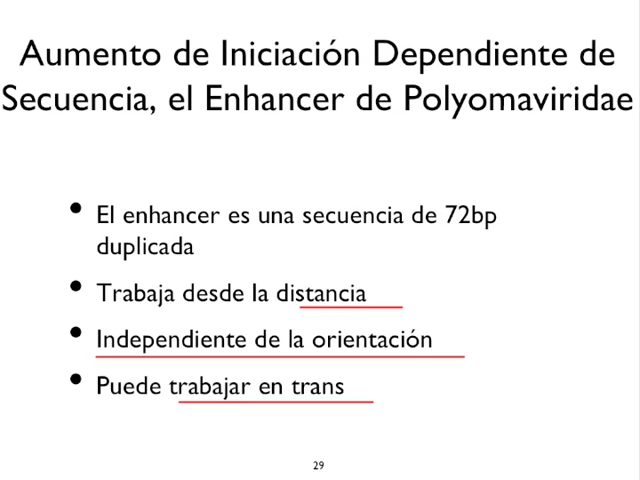 Aumento de Iniciación Dependiente de
Secuencia, el Enhancer de Polyomaviridae
• El enhancer es una secuencia de 72bp
duplicada
• Trabaja desde la distancia
• Independiente de la orientación
• Puede trabajar en trans
29